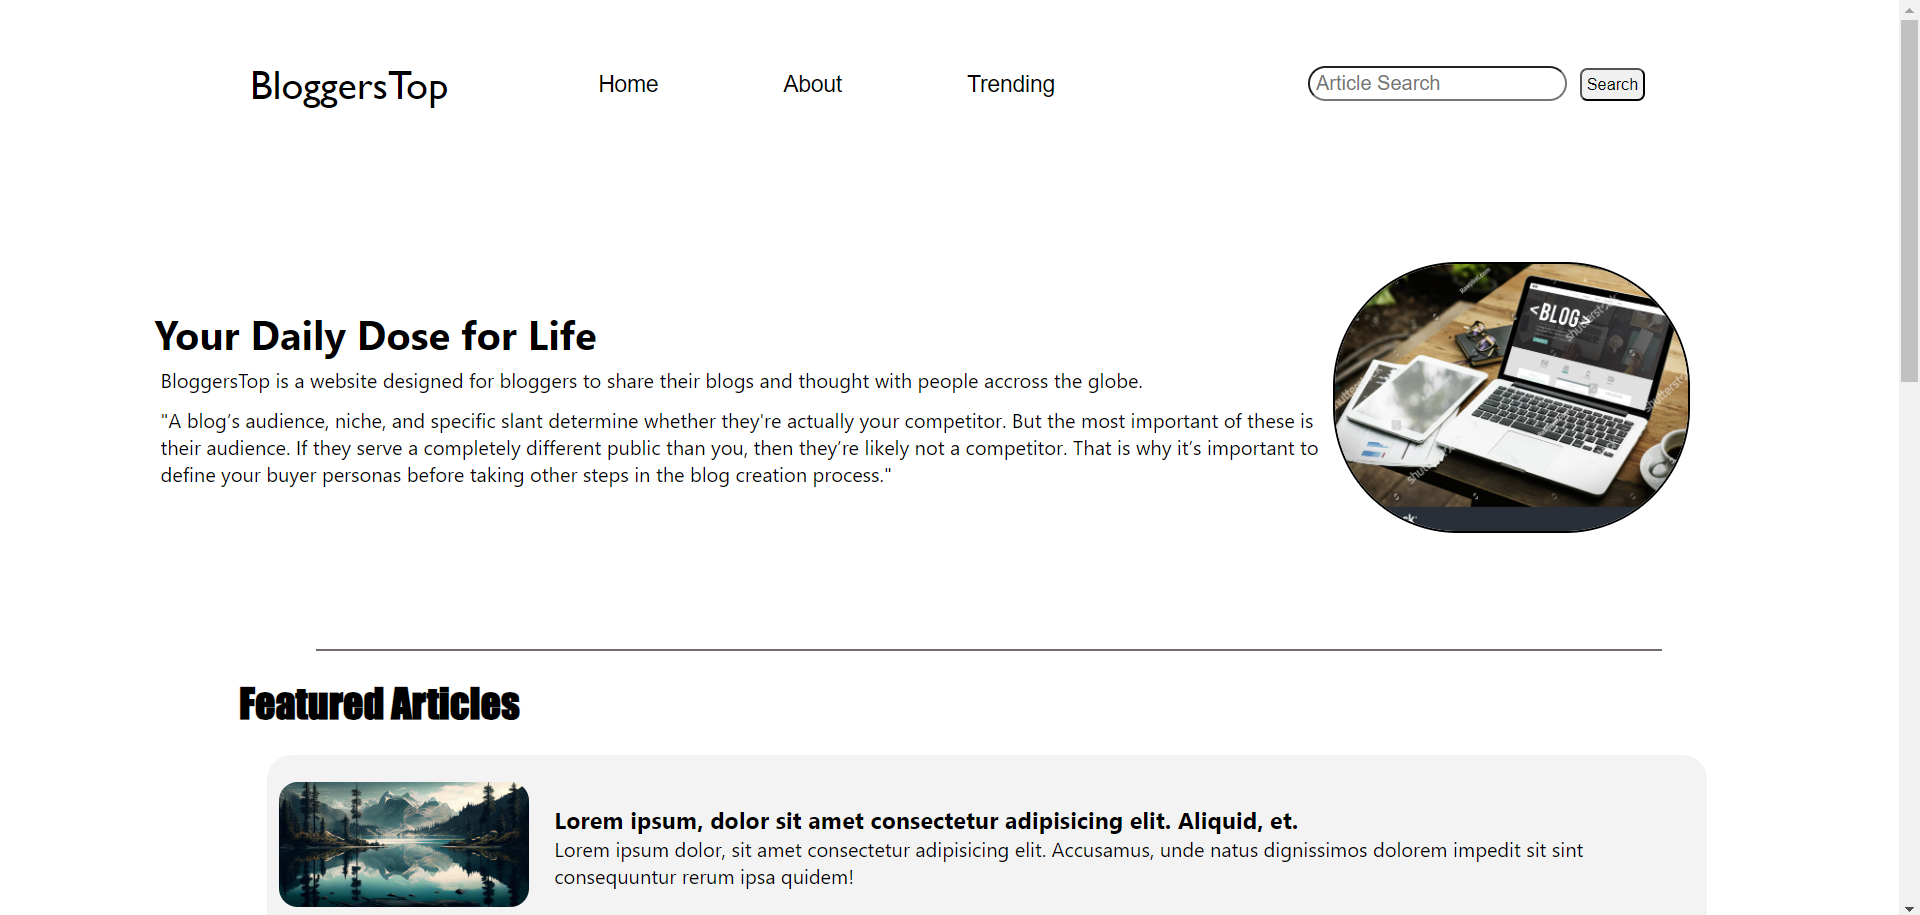 BloggersTop
Home
About
Trending
Article Search
Search
Your Daily Dose for Life
BloggersTop is a website designed for bloggers to share their blogs and thought with people accross the globe.
"A blog’s audience, niche, and specific slant determine whether they're actually your competitor. But the most important of these is
their audience. If they serve a completely different public than you, then they’re likely not a competitor. That is why it’s important to
define your buyer personas before taking other steps in the blog creation process."
<BLOG>
Featured Articles
Lorem ipsum, dolor sit amet consectetur adipisicing elit. Aliquid, et.
Lorem ipsum dolor, sit amet consectetur adipisicing elit. Accusamus, unde natus dignissimos dolorem impedit sit sint
consequuntur rerum ipsa quidem!